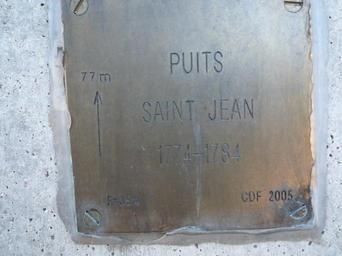 77 m
PUITS
SAINT JEAN
1774-1784
CDF 2005